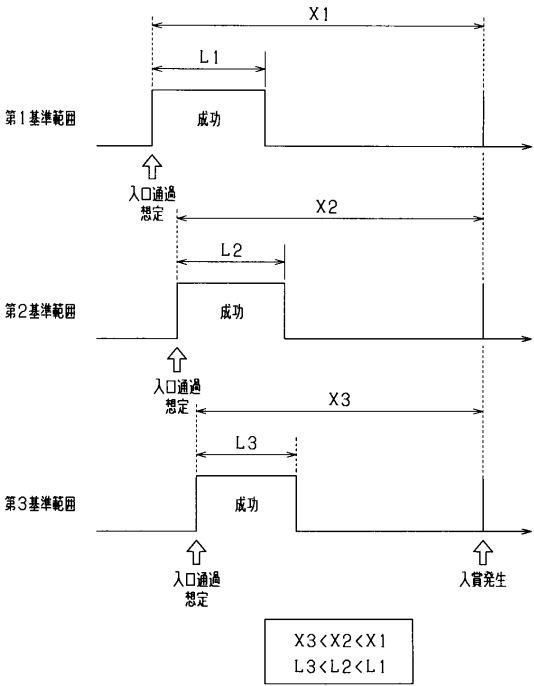 X1
L1
第1基準範囲
成功
入口通過
想定
X2
L2
第2基準範囲
成功
入口通過
想定
X3
L3
第3基準範囲
成功
入口通過
想定
入賞発生
X3<X2<X1
L3<L2<L1